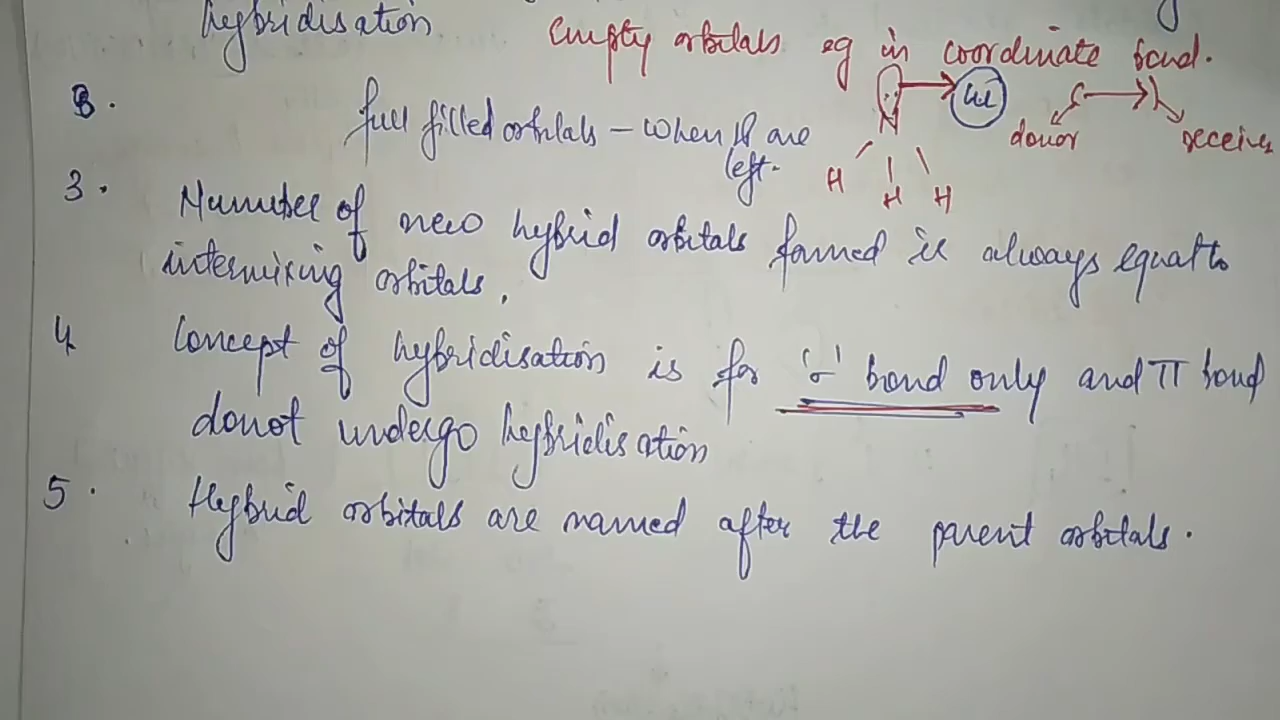 hybridisation
empty orbitals eg in coordinate bond.
full filled orbitals – when lp are
left.
N
H H H
donor
receiver
3. Number of new hybrid orbitals formed is always equal to
intermixing orbitals.
4 Concept of hybridisation is for 'σ' bond only and π bond
donot undergo hybridisation
5. Hybrid orbitals are named after the parent orbitals.